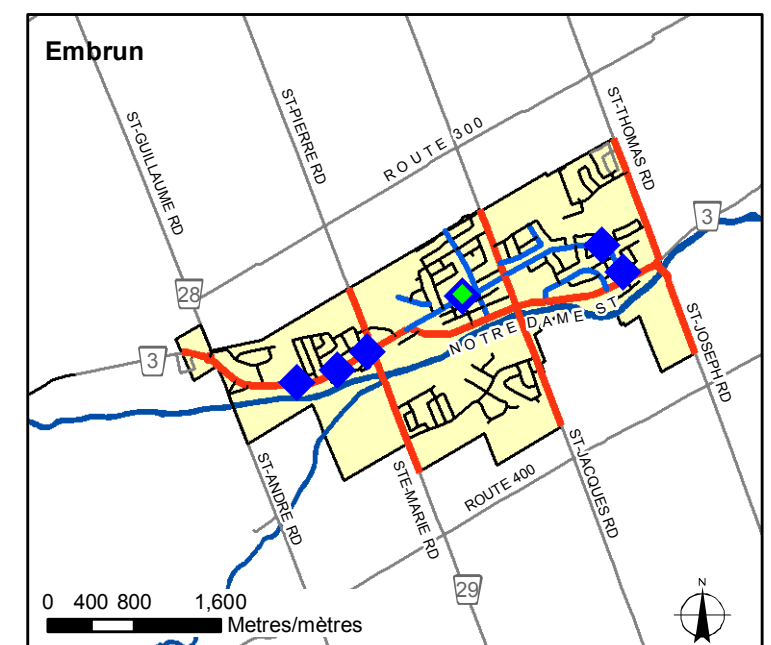 Embrun
ST-GUILLAUME RD
ST-PIERRE RD
ROUTE 300
ST-THOMAS RD
3
28
3
NOTRE DAME ST
ST-JOSEPH RD
ST-ANDRE RD
STE-MARIE RD
ROUTE 400
ST-JACQUES RD
29
0 400 800 1,600
Metres/mètres
N